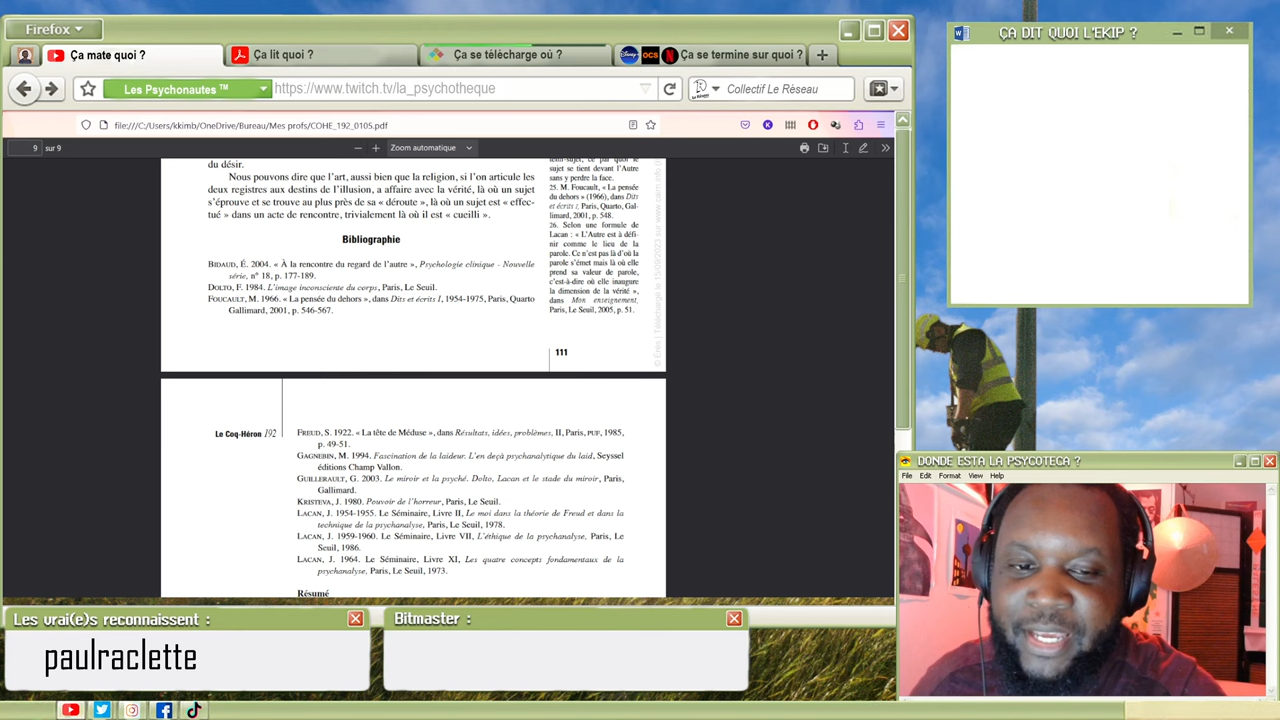 Firefox
Ça mate quoi ?
Ça lit quoi ?
Ça se télécharge où ?
Disney+
OCS
Ça se termine sur quoi ?
Les Psychonautes ™
https://www.twitch.tv/la_psychotheque
Collectif Le Réseau
file:///C:/Users/kkimb/OneDrive/Bureau/Mes profs/COHE_192_0105.pdf
9 sur 9
Zoom automatique
du désir.
Nous pouvons dire que l'art, aussi bien que la religion, si l'on articule les
deux registres aux destins de l'illusion, a affaire avec la vérité, là où un sujet
s'éprouve et se trouve au plus près de sa « déroute », là où un sujet est « effec-
tué » dans un acte de rencontre, trivialement là où il est « cueilli ».
Bibliographie
BIDAUD, É. 2004. « À la rencontre du regard de l'autre », Psychologie clinique - Nouvelle
série, n° 18, p. 177-189.
DOLTO, F. 1984. L'image inconsciente du corps, Paris, Le Seuil.
FOUCAULT, M. 1966. « La pensée du dehors », dans Dits et écrits I, 1954-1975, Paris, Quarto
Gallimard, 2001, p. 546-567.
sujet se tient devant l'Autre
sans y perdre la face.
25. M. Foucault, « La pensée
du dehors » (1966), dans Dits
et écrits I, Paris, Quarto, Gal-
limard, 2001, p. 548.
26. Selon une formule de
Lacan : « L'Autre est à défi-
nir comme le lieu de la
parole. Ce n'est pas là d'où la
parole s'émet mais là où elle
prend sa valeur de parole,
c'est-à-dire où elle inaugure
la dimension de la vérité »,
dans Mon enseignement,
Paris, Le Seuil, 2005, p. 51.
111
© Érès | Téléchargé le 15/09/2023 sur www.cairn.info
Le Coq-Héron 192
FREUD, S. 1922. « La tête de Méduse », dans Résultats, idées, problèmes, II, Paris, PUF, 1985,
p. 49-51.
GAGNEBIN, M. 1994. Fascination de la laideur. L'en deçà psychanalytique du laid, Seyssel
éditions Champ Vallon.
GUILLERAULT, G. 2003. Le miroir et la psyché. Dolto, Lacan et le stade du miroir, Paris,
Gallimard.
KRISTEVA, J. 1980. Pouvoir de l'horreur, Paris, Le Seuil.
LACAN, J. 1954-1955. Le Séminaire, Livre II, Le moi dans la théorie de Freud et dans la
technique de la psychanalyse, Paris, Le Seuil, 1978.
LACAN, J. 1959-1960. Le Séminaire, Livre VII, L'éthique de la psychanalyse, Paris, Le
Seuil, 1986.
LACAN, J. 1964. Le Séminaire, Livre XI, Les quatre concepts fondamentaux de la
psychanalyse, Paris, Le Seuil, 1973.
Résumé
ÇA DIT QUOI L'EKIP ?
DONDE ESTA LA PSYCOTECA ?
File Edit Format View Help
Les vrai(e)s reconnaissent :
paulraclette
Bitmaster :